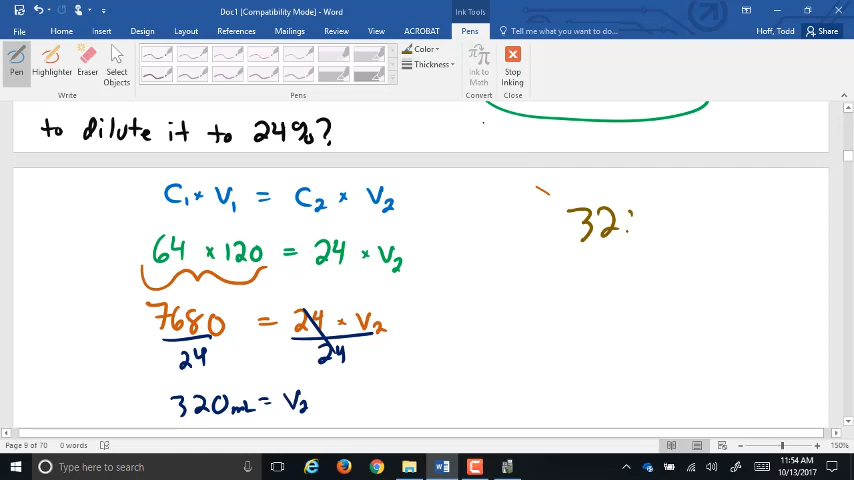 Doc1 [Compatibility Mode] - Word
Ink Tools
File Home Insert Design Layout References Mailings Review View ACROBAT Pens Tell me what you want to do... Hoff, Todd Share
Pen Highlighter Eraser Select Objects Color Thickness Ink to Math Stop Inking
Write Pens Convert Close
to dilute it to 24%?
C₁ × V₁ = C₂ × V₂
64 × 120 = 24 × V₂
7680 = 24 × V₂
24 24
320mL = V₂
32
Page 9 of 70 0 words 150%
Type here to search
11:54 AM
10/13/2017